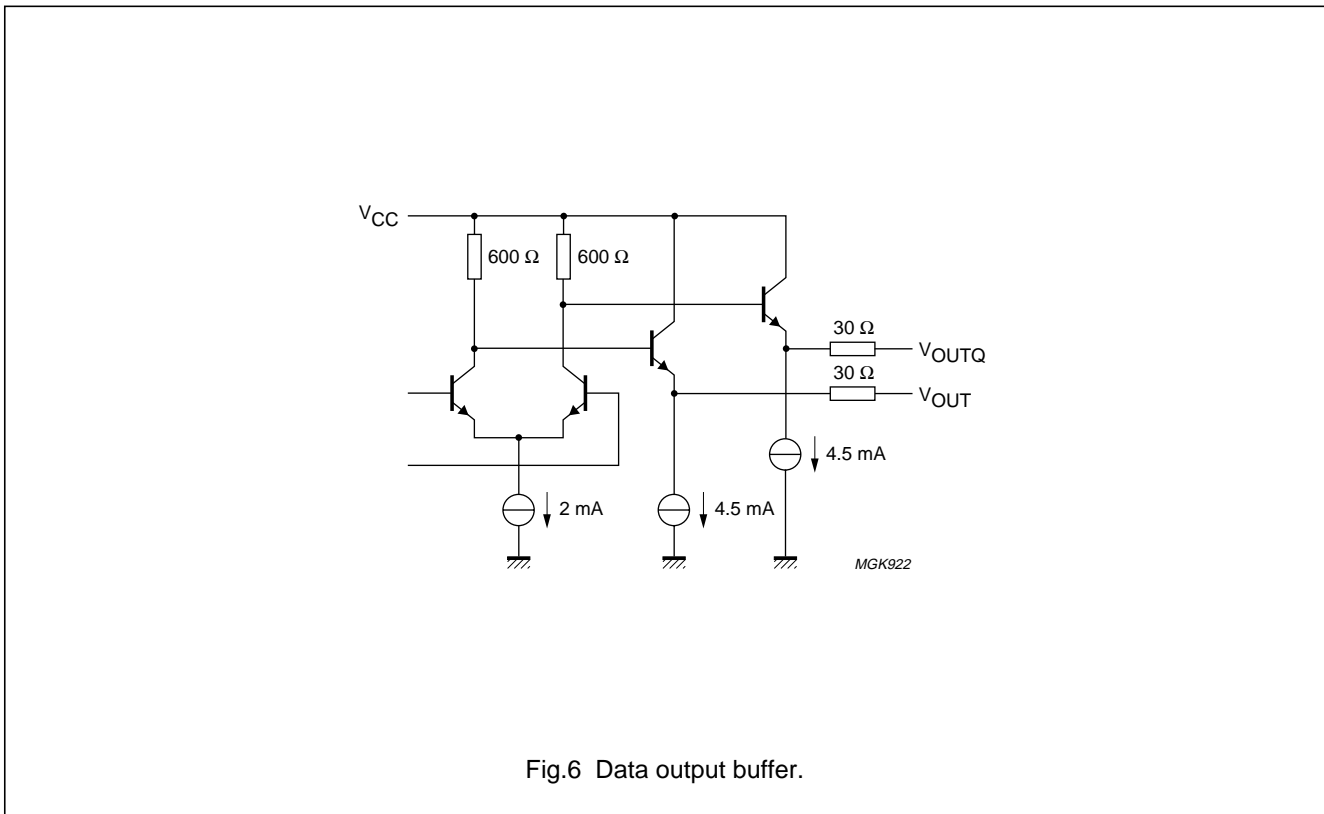 VCC
600 Ω 600 Ω
30 Ω
VOUTQ
30 Ω
VOUT
4.5 mA
2 mA 4.5 mA
MGK922
Fig.6 Data output buffer.